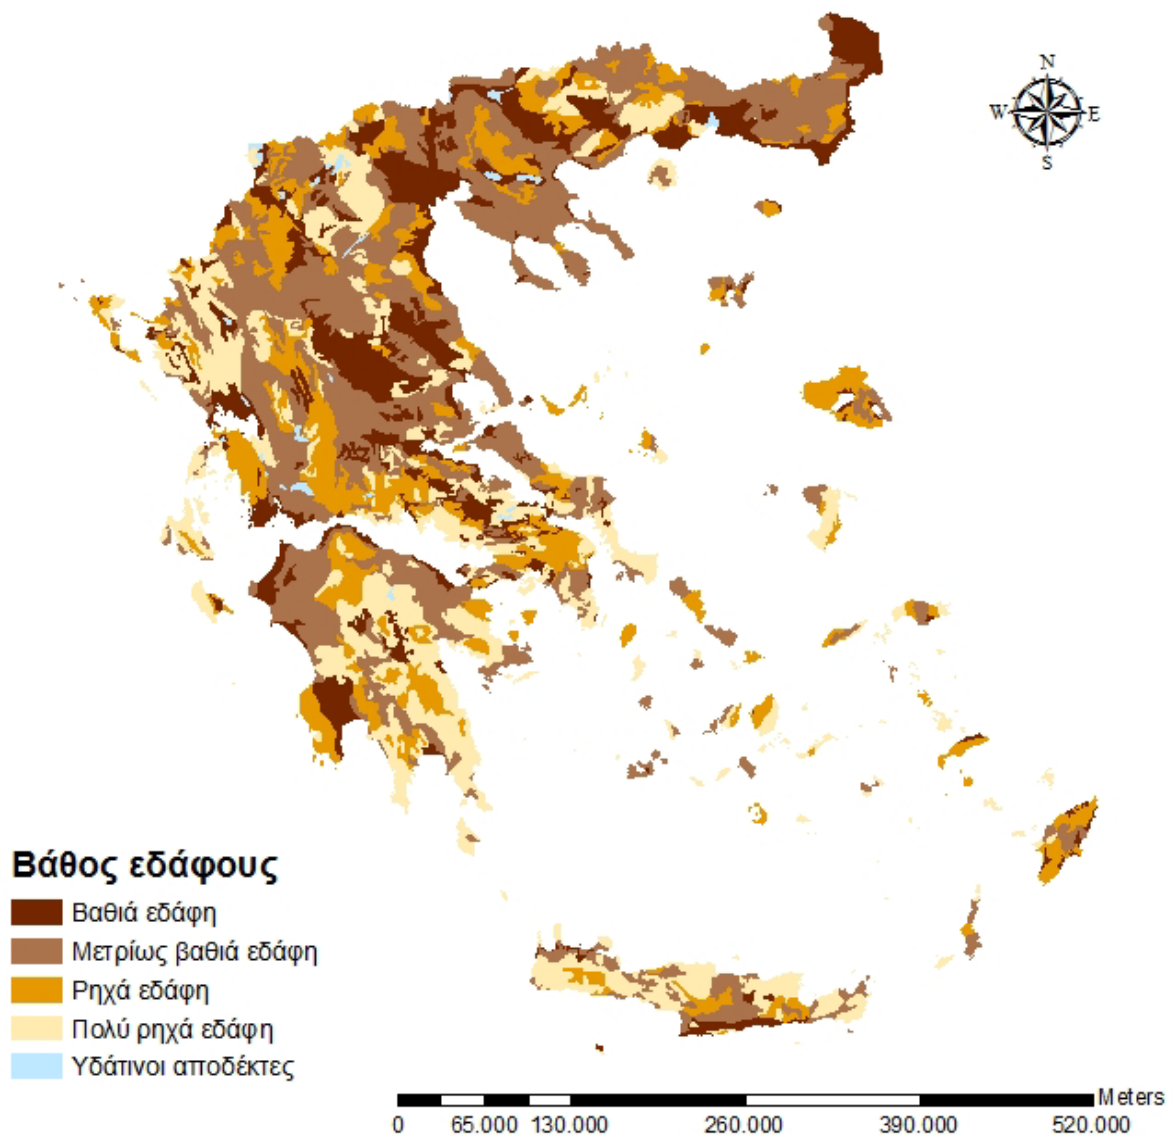 N
W E
S
Βάθος εδάφους
Βαθιά εδάφη
Μετρίως βαθιά εδάφη
Ρηχά εδάφη
Πολύ ρηχά εδάφη
Υδάτινοι αποδέκτες
Meters
0 65.000 130.000 260.000 390.000 520.000